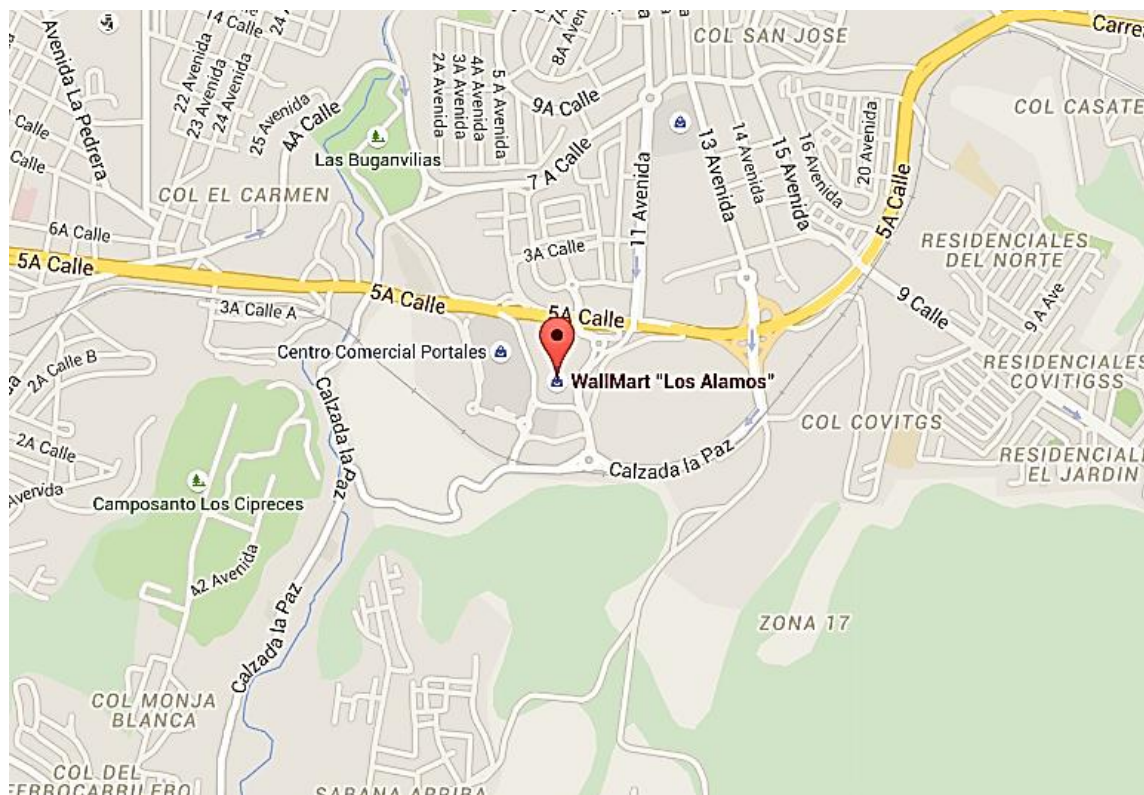 Avenida La Pedrera
14 Calle
22 Avenida
23 Avenida
24 Avenida
25 Avenida
4A Calle
2A Avenida
3A Avenida
4A Avenida
5 A Avenida
8A Avenida
9A Calle
COL SAN JOSE
Carre
COL CASATE
Las Buganvilias
Calle
Calle
COL EL CARMEN
7 A Calle
11 Avenida
13 Avenida
14 Avenida
15 Avenida
16 Avenida
20 Avenida
5A Calle
6A Calle
5A Calle
3A Calle
RESIDENCIALES
DEL NORTE
3A Calle A
5A Calle
5A Calle
9 Calle
9 A Ave
2A Calle B
Centro Comercial Portales
WallMart "Los Alamos"
RESIDENCIALES
COVITIGSS
Calzada la Paz
COL COVITGS
2A Calle
Calzada la Paz
RESIDENCIALE
EL JARDIN
Avenida
Camposanto Los Cipreces
42 Avenida
ZONA 17
Calzada la Paz
COL MONJA
BLANCA
COL DEL
FERROCARRILERO
SABANA ARRIBA